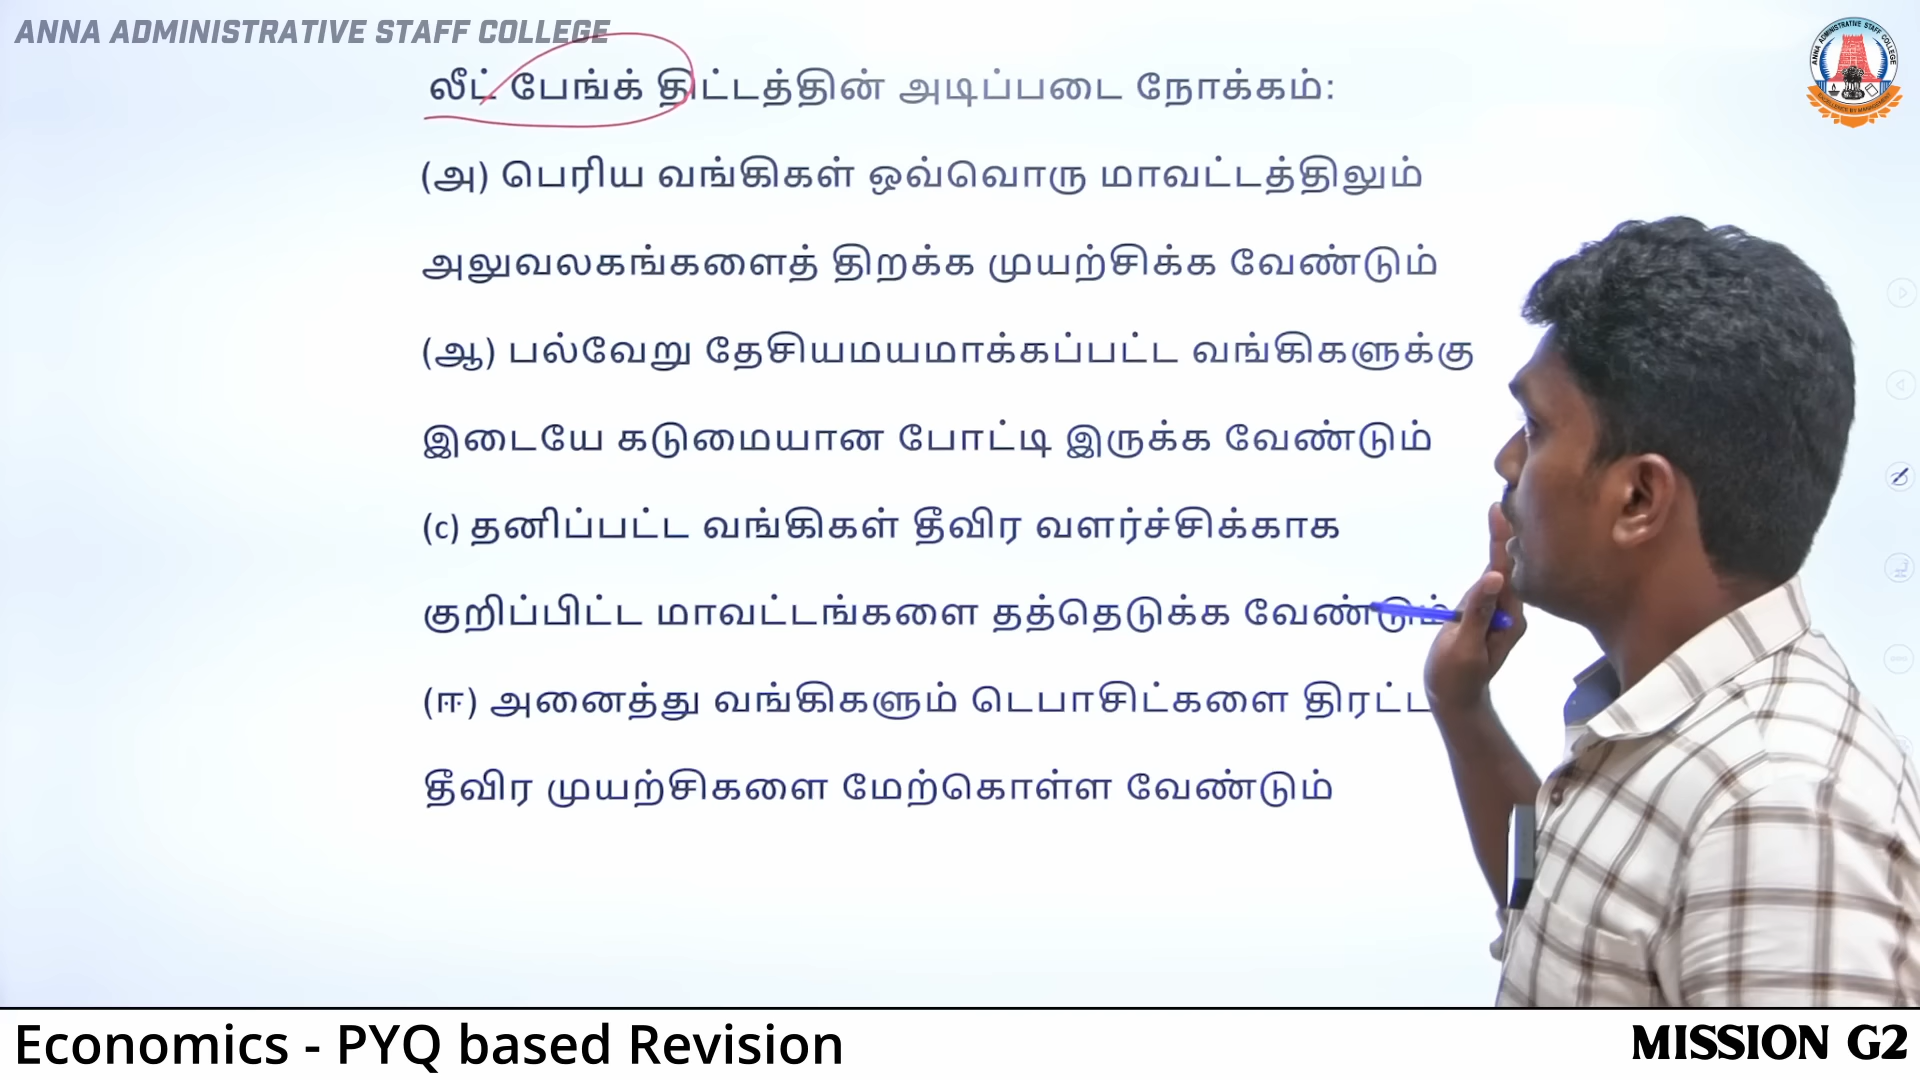 ANNA ADMINISTRATIVE STAFF COLLEGE
லீட் பேங்க் திட்டத்தின் அடிப்படை நோக்கம்:
(அ) பெரிய வங்கிகள் ஒவ்வொரு மாவட்டத்திலும்
அலுவலகங்களைத் திறக்க முயற்சிக்க வேண்டும்
(ஆ) பல்வேறு தேசியமயமாக்கப்பட்ட வங்கிகளுக்கு
இடையே கடுமையான போட்டி இருக்க வேண்டும்
(c) தனிப்பட்ட வங்கிகள் தீவிர வளர்ச்சிக்காக
குறிப்பிட்ட மாவட்டங்களை தத்தெடுக்க வேண்டும்
(ஈ) அனைத்து வங்கிகளும் டெபாசிட்களை திரட்ட
தீவிர முயற்சிகளை மேற்கொள்ள வேண்டும்
Economics - PYQ based Revision
MISSION G2